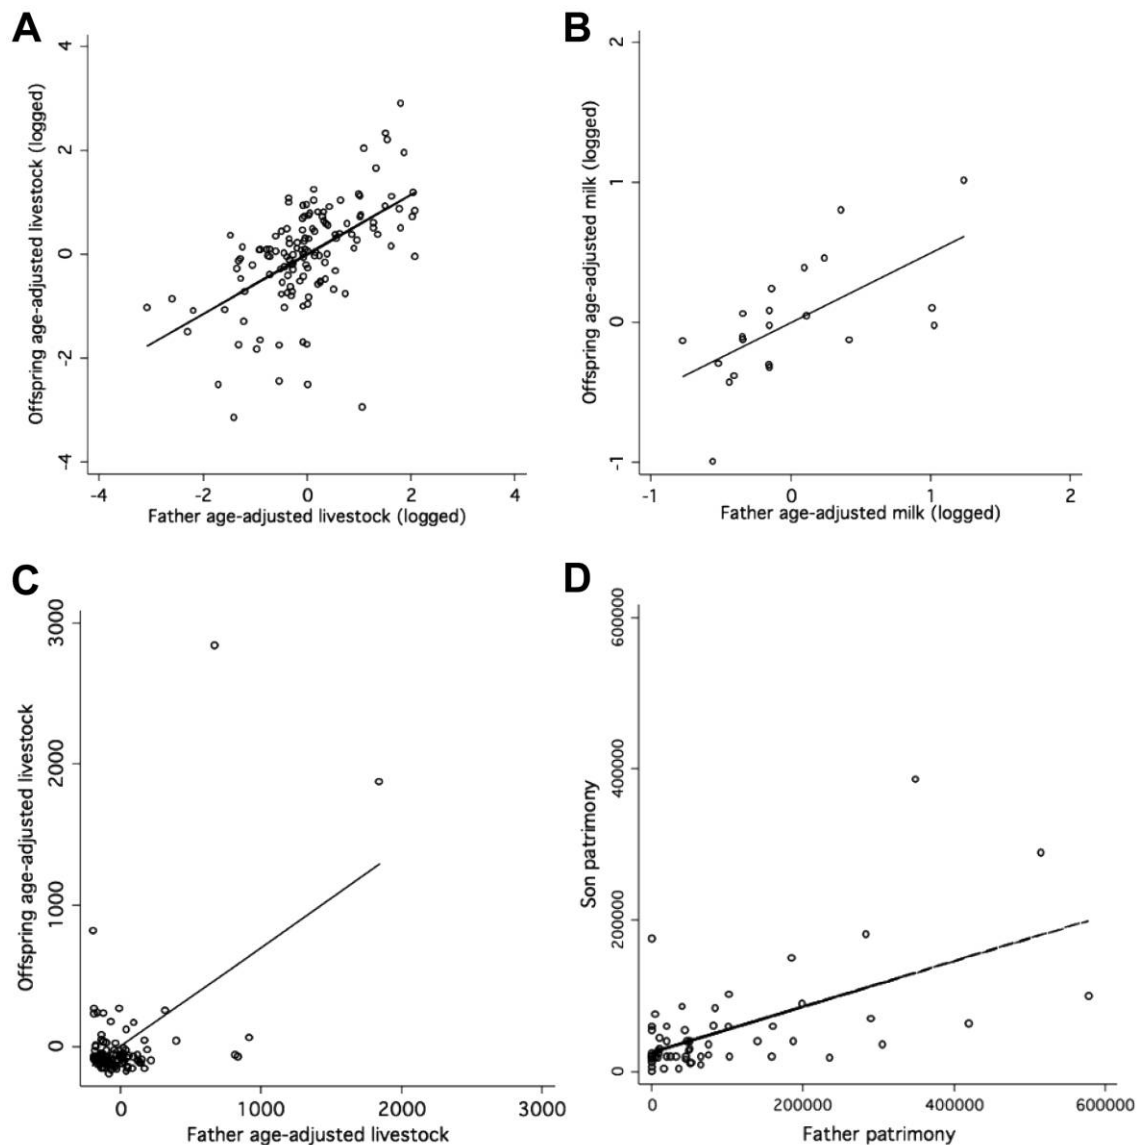 A
Offspring age-adjusted livestock (logged)
4
2
0
-2
-4
-4 -2 0 2 4
Father age-adjusted livestock (logged)
B
Offspring age-adjusted milk (logged)
2
1
0
-1
-1 0 1 2
Father age-adjusted milk (logged)
C
Offspring age-adjusted livestock
3000
2000
1000
0
0 1000 2000 3000
Father age-adjusted livestock
D
Son patrimony
600000
400000
200000
0
0 200000 400000 600000
Father patrimony